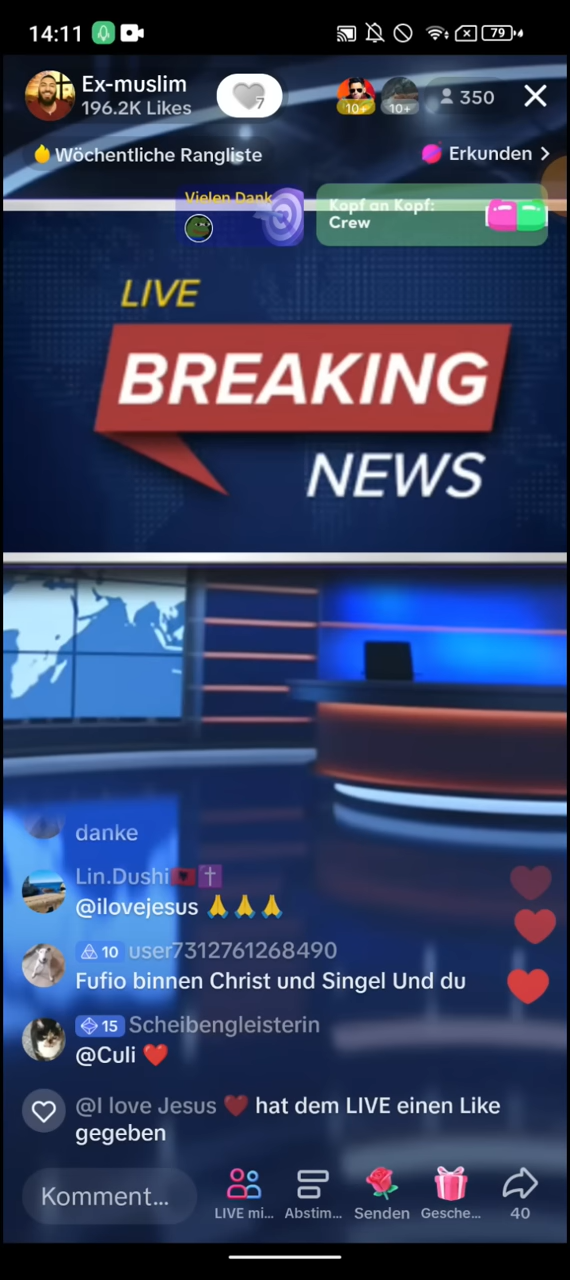 14:11
79
Ex-muslim
196.2K Likes
7
10+
10+
350
Wöchentliche Rangliste
Erkunden
Vielen Dank
Kopf an Kopf:
Crew
LIVE
BREAKING
NEWS
danke
Lin.Dushi🇦🇱✝️
@ilovejesus 🙏🙏🙏
10 user7312761268490
Fufio binnen Christ und Singel Und du
15 Scheibengleisterin
@Culi ❤️
@I love Jesus ❤️ hat dem LIVE einen Like
gegeben
Komment...
LIVE mi...
Abstim...
Senden
Gesche...
40